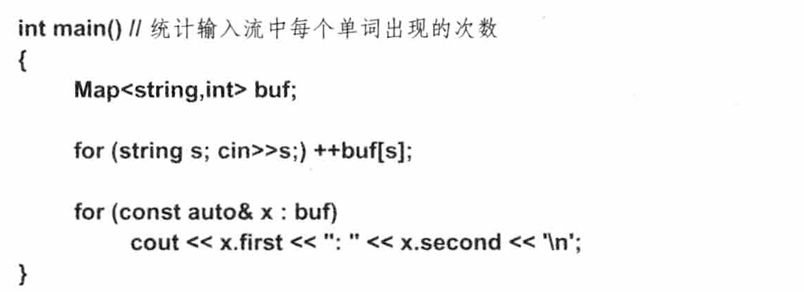 int main() // 统计输入流中每个单词出现的次数
{
Map<string,int> buf;
for (string s; cin>>s;) ++buf[s];
for (const auto& x : buf)
cout << x.first << ": " << x.second << '\n';
}